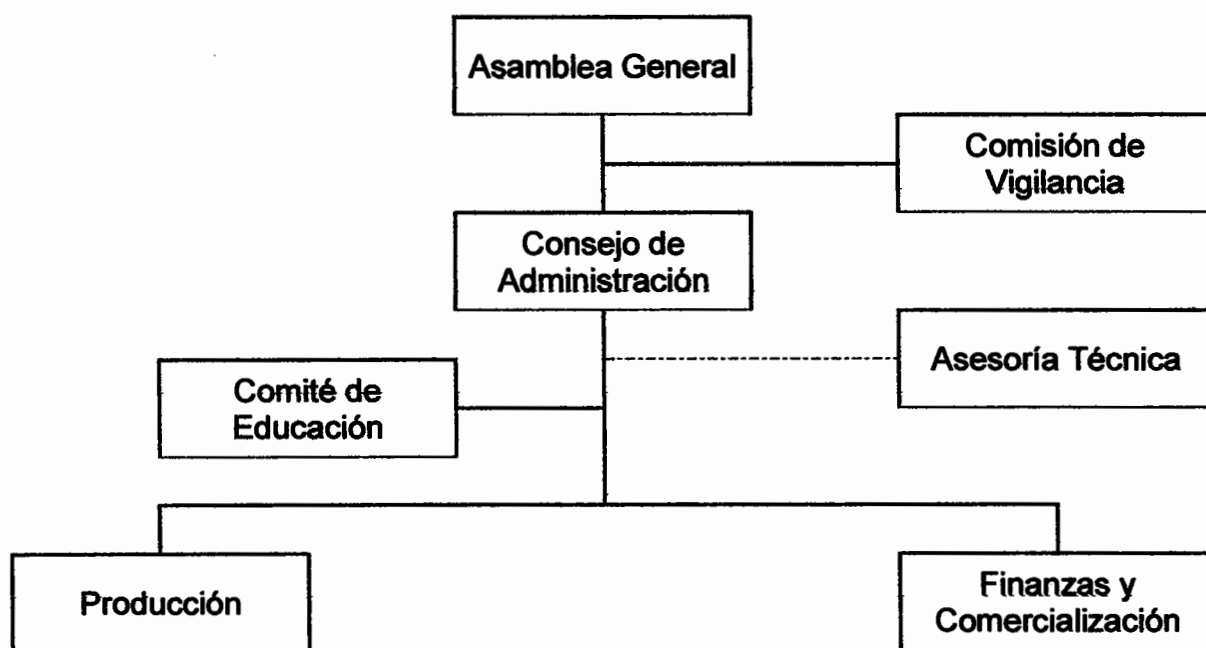 Asamblea General
Comisión de
Vigilancia
Consejo de
Administración
Asesoría Técnica
Comité de
Educación
Producción
Finanzas y
Comercialización